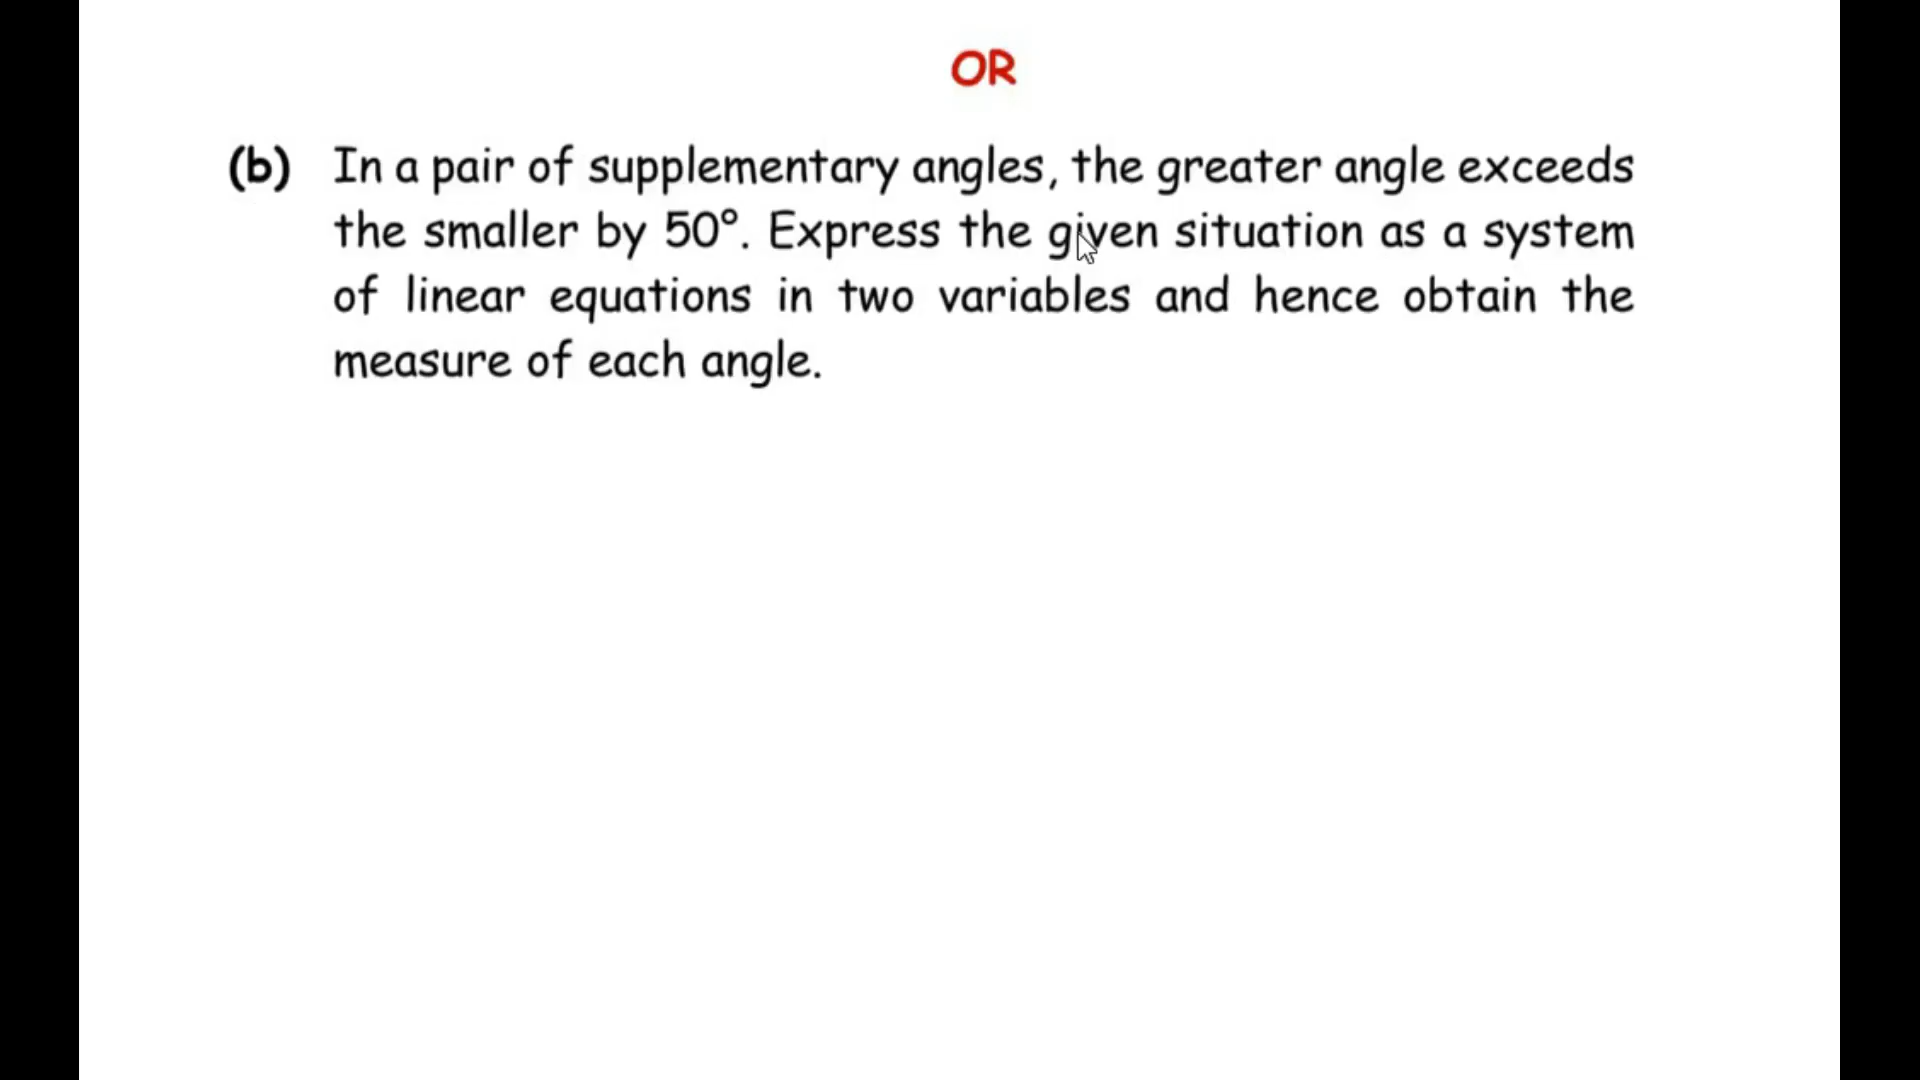 OR
(b) In a pair of supplementary angles, the greater angle exceeds
the smaller by 50°. Express the given situation as a system
of linear equations in two variables and hence obtain the
measure of each angle.